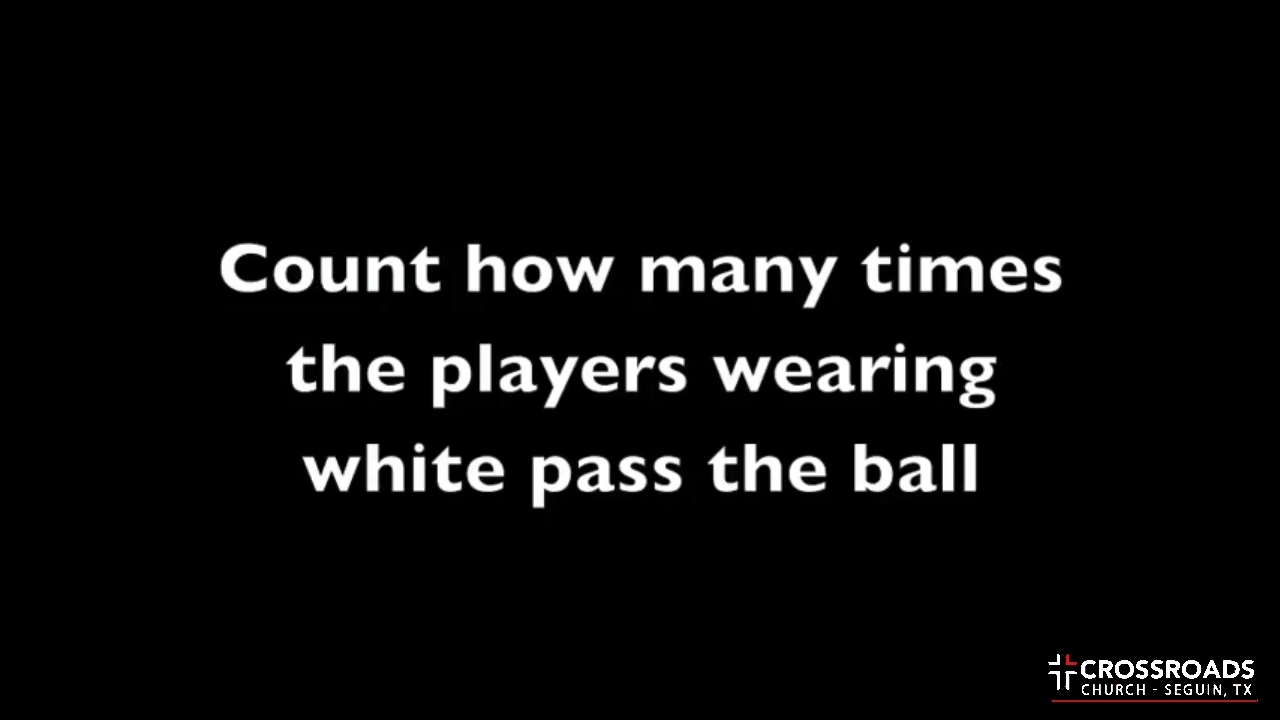 Count how many times
the players wearing
white pass the ball
CROSSROADS
CHURCH - SEGUIN, TX